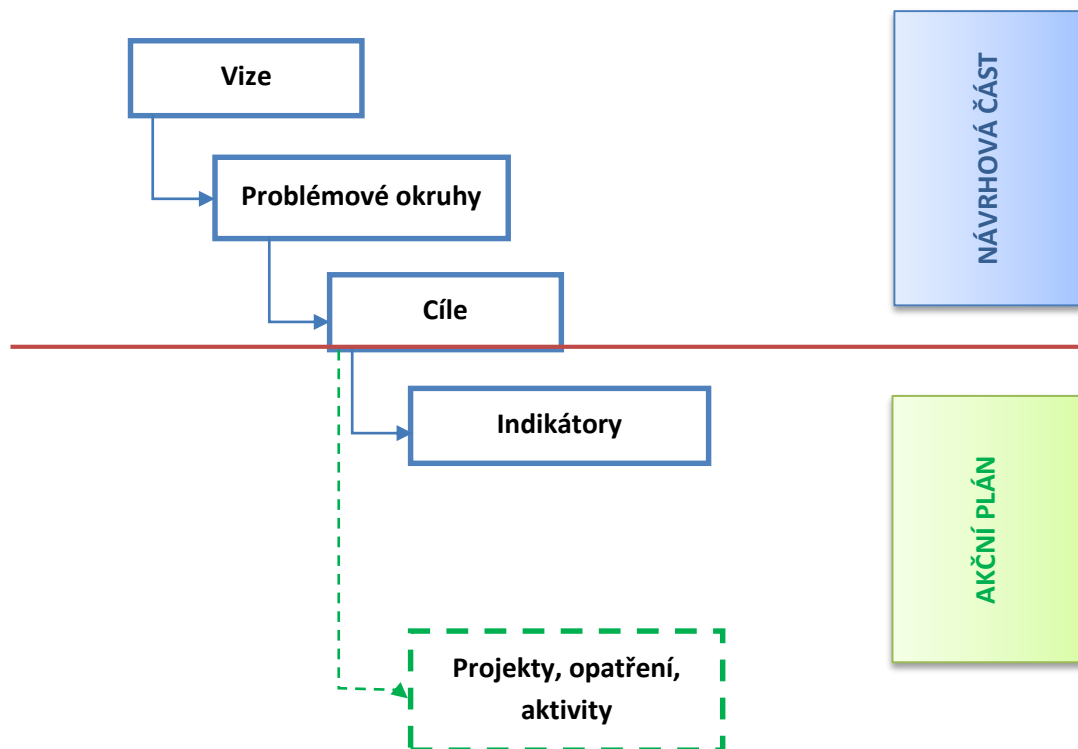 Vize
NÁVRHOVÁ ČÁST
Problémové okruhy
Cíle
Indikátory
AKČNÍ PLÁN
Projekty, opatření,
aktivity